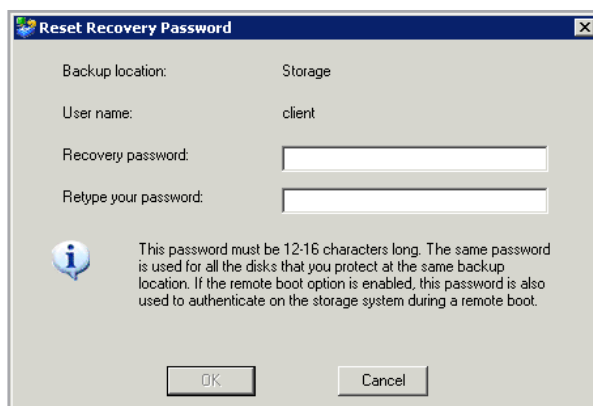 Reset Recovery Password
Backup location: Storage
User name: client
Recovery password:
Retype your password:
This password must be 12-16 characters long. The same password
is used for all the disks that you protect at the same backup
location. If the remote boot option is enabled, this password is also
used to authenticate on the storage system during a remote boot.
OK Cancel